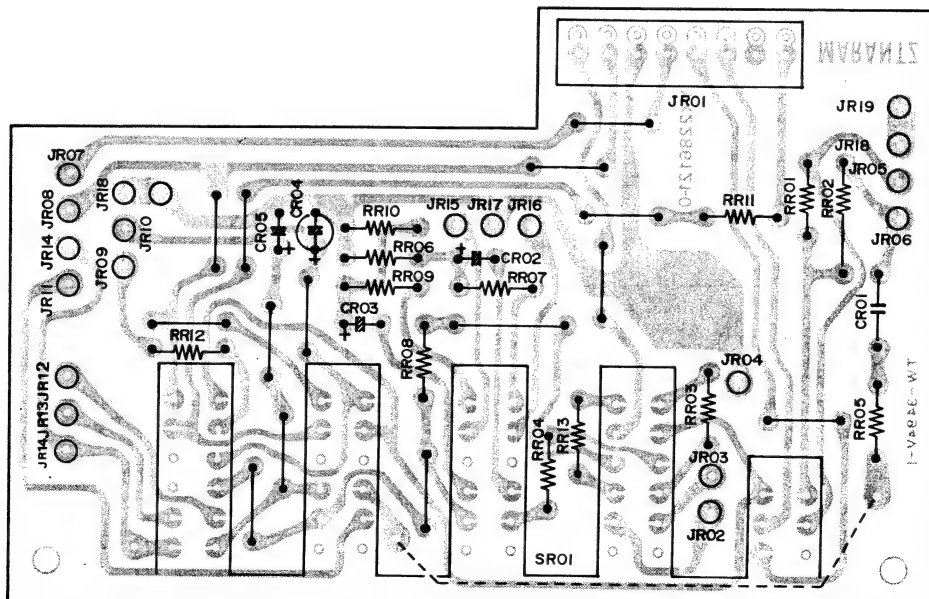 MARANTZ
JR01
JR19
JR18
JR07
JR05
JR08
JR18
CR04
RR01
RR02
CR05
RR10
JR15 JR17 JR16
RR11
JR14
JR10
RR06
JR06
JR09
CR02
JR11
RR09
RR07
CR03
CR01
RR12
RR08
JR04
JR12
RR03
JR13
RR04
RR13
RR05
JR14
JR03
JR02
SR01